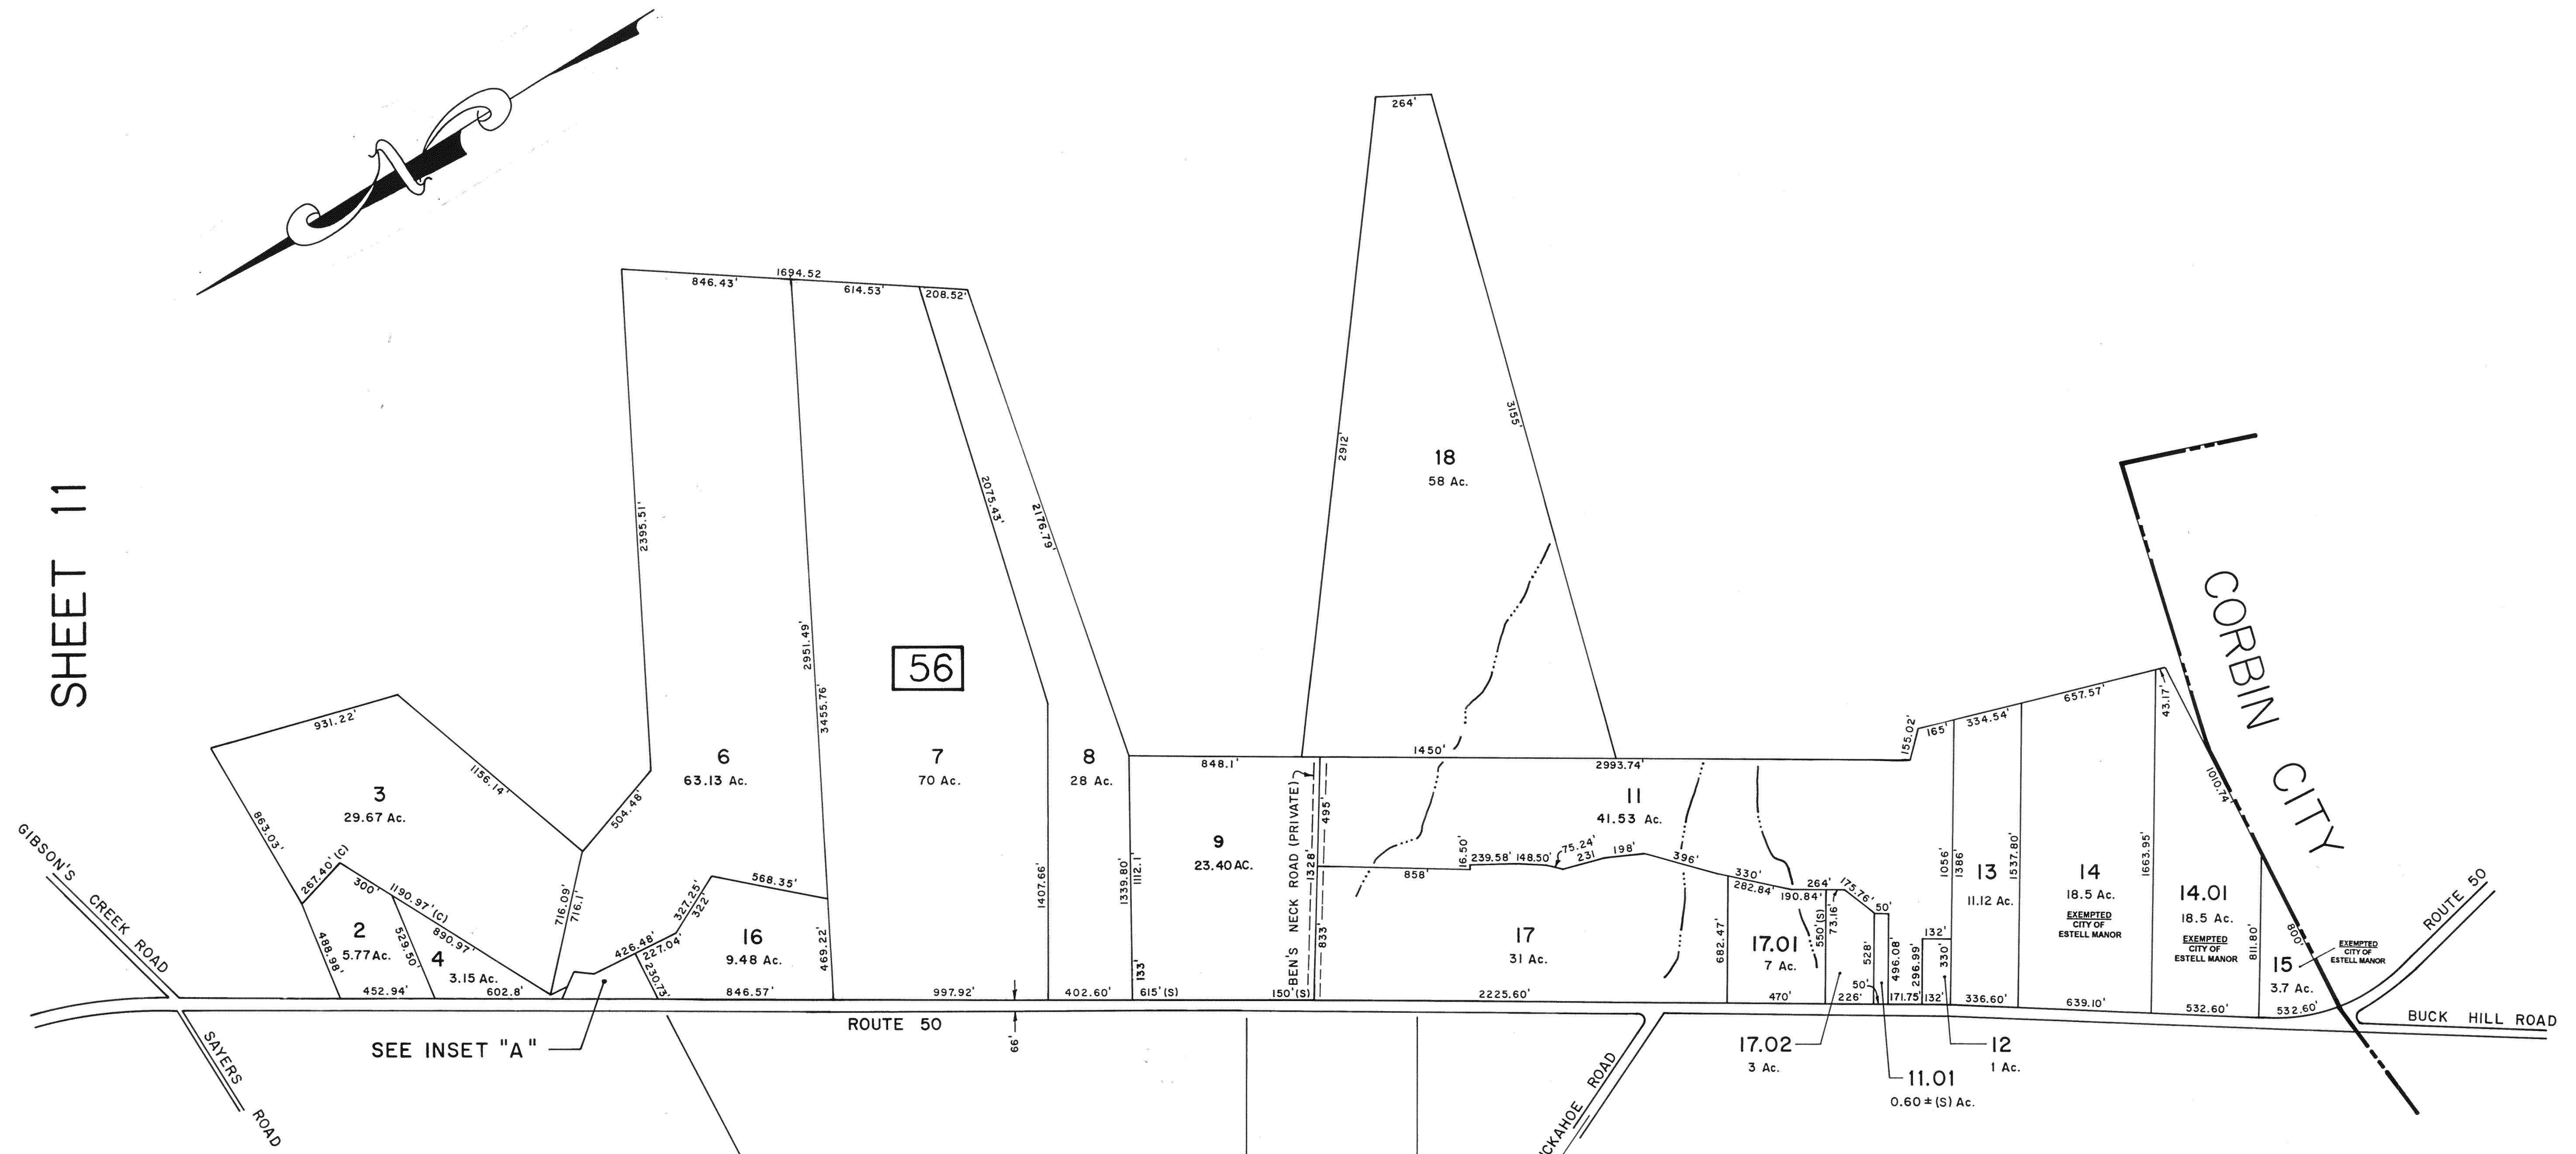 N
SHEET 11
264'
2912'
3155'
18
58 Ac.
1694.52
846.43'
614.53'
208.52'
2395.51'
2951.49'
3455.76'
2075.43'
2176.79'
56
6
63.13 Ac.
7
70 Ac.
8
28 Ac.
931.22'
1156.14'
863.03'
504.48'
3
29.67 Ac.
267.40' (C)
300'
1190.97' (C)
890.97'
716.09'
716.1'
488.98'
529.50'
2
5.77 Ac.
4
3.15 Ac.
452.94'
602.8'
426.48'
227.04'
230.73'
327.25'
322'
568.35'
469.22'
16
9.48 Ac.
846.57'
997.92'
1407.66'
402.60'
1339.80'
1112.1'
133'
848.1'
9
23.40 AC.
615' (S)
150' (S)
BEN'S NECK ROAD (PRIVATE)
1328'
495'
833'
1450'
2993.74'
11
41.53 Ac.
858'
16.50'
239.58'
148.50'
75.24'
231
198'
396'
330'
282.84'
264'
190.84'
175.76'
50'
17
31 Ac.
2225.60'
682.47'
17.01
7 Ac.
470'
550' (S)
73.16'
528'
50'
226'
496.08'
171.75'
296.99'
132'
330'
132'
17.02
3 Ac.
11.01
0.60 ± (S) Ac.
12
1 Ac.
155.02'
165'
334.54'
657.57'
43.17'
1056'
1386'
1537.80'
1663.95'
13
11.12 Ac.
336.60'
14
18.5 Ac.
EXEMPTED
CITY OF
ESTELL MANOR
639.10'
14.01
18.5 Ac.
EXEMPTED
CITY OF
ESTELL MANOR
532.60'
811.80'
1010.74'
800'
15
3.7 Ac.
EXEMPTED
CITY OF
ESTELL MANOR
532.60'
CORBIN CITY
ROUTE 50
BUCK HILL ROAD
GIBSON'S CREEK ROAD
SAYERS ROAD
SEE INSET "A"
ROUTE 50
66'
CKAHOE ROAD